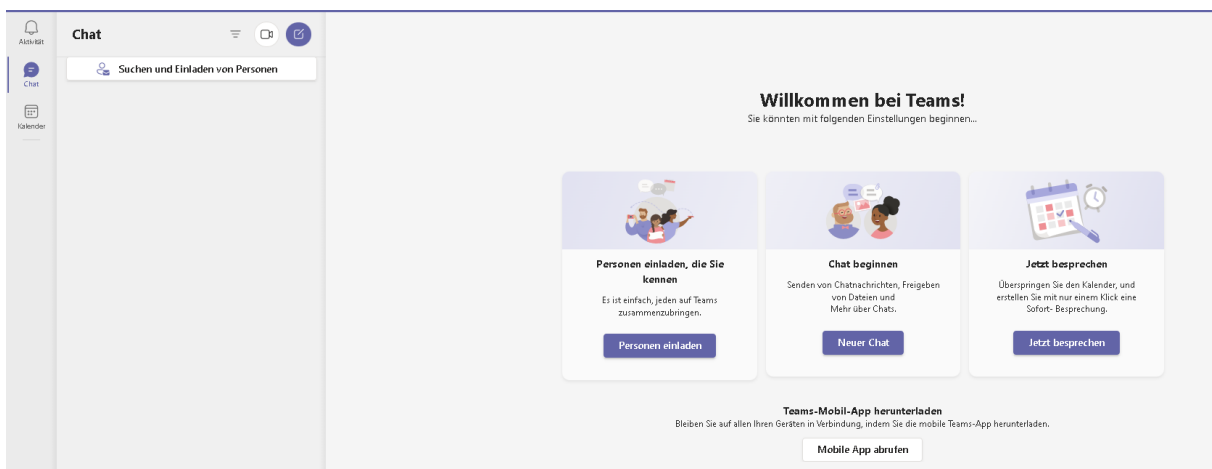 Aktivität
Chat
Kalender
Chat
Suchen und Einladen von Personen
Willkommen bei Teams!
Sie könnten mit folgenden Einstellungen beginnen...
Personen einladen, die Sie
kennen
Es ist einfach, jeden auf Teams
zusammenzubringen.
Personen einladen
Chat beginnen
Senden von Chatnachrichten, Freigeben
von Dateien und
Mehr über Chats.
Neuer Chat
Jetzt besprechen
Überspringen Sie den Kalender, und
erstellen Sie mit nur einem Klick eine
Sofort- Besprechung.
Jetzt besprechen
Teams-Mobil-App herunterladen
Bleiben Sie auf allen Ihren Geräten in Verbindung, indem Sie die mobile Teams-App herunterladen.
Mobile App abrufen